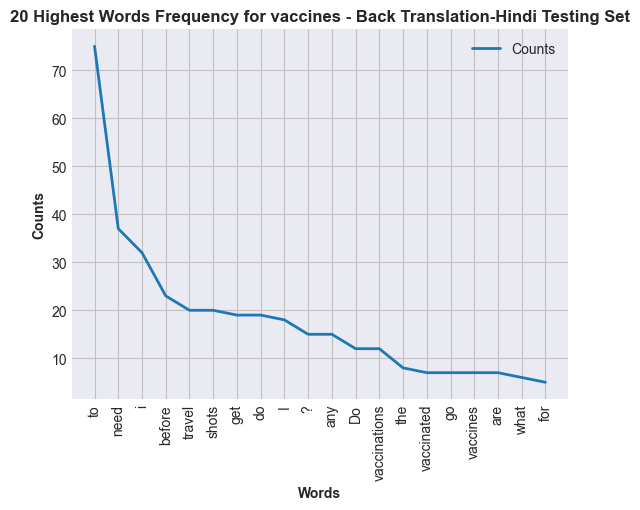 20 Highest Words Frequency for vaccines - Back Translation-Hindi Testing Set
Counts
70
60
50
40
30
20
10
Counts
to
need
i
before
travel
shots
get
do
I
?
any
Do
vaccinations
the
vaccinated
go
vaccines
are
what
for
Words